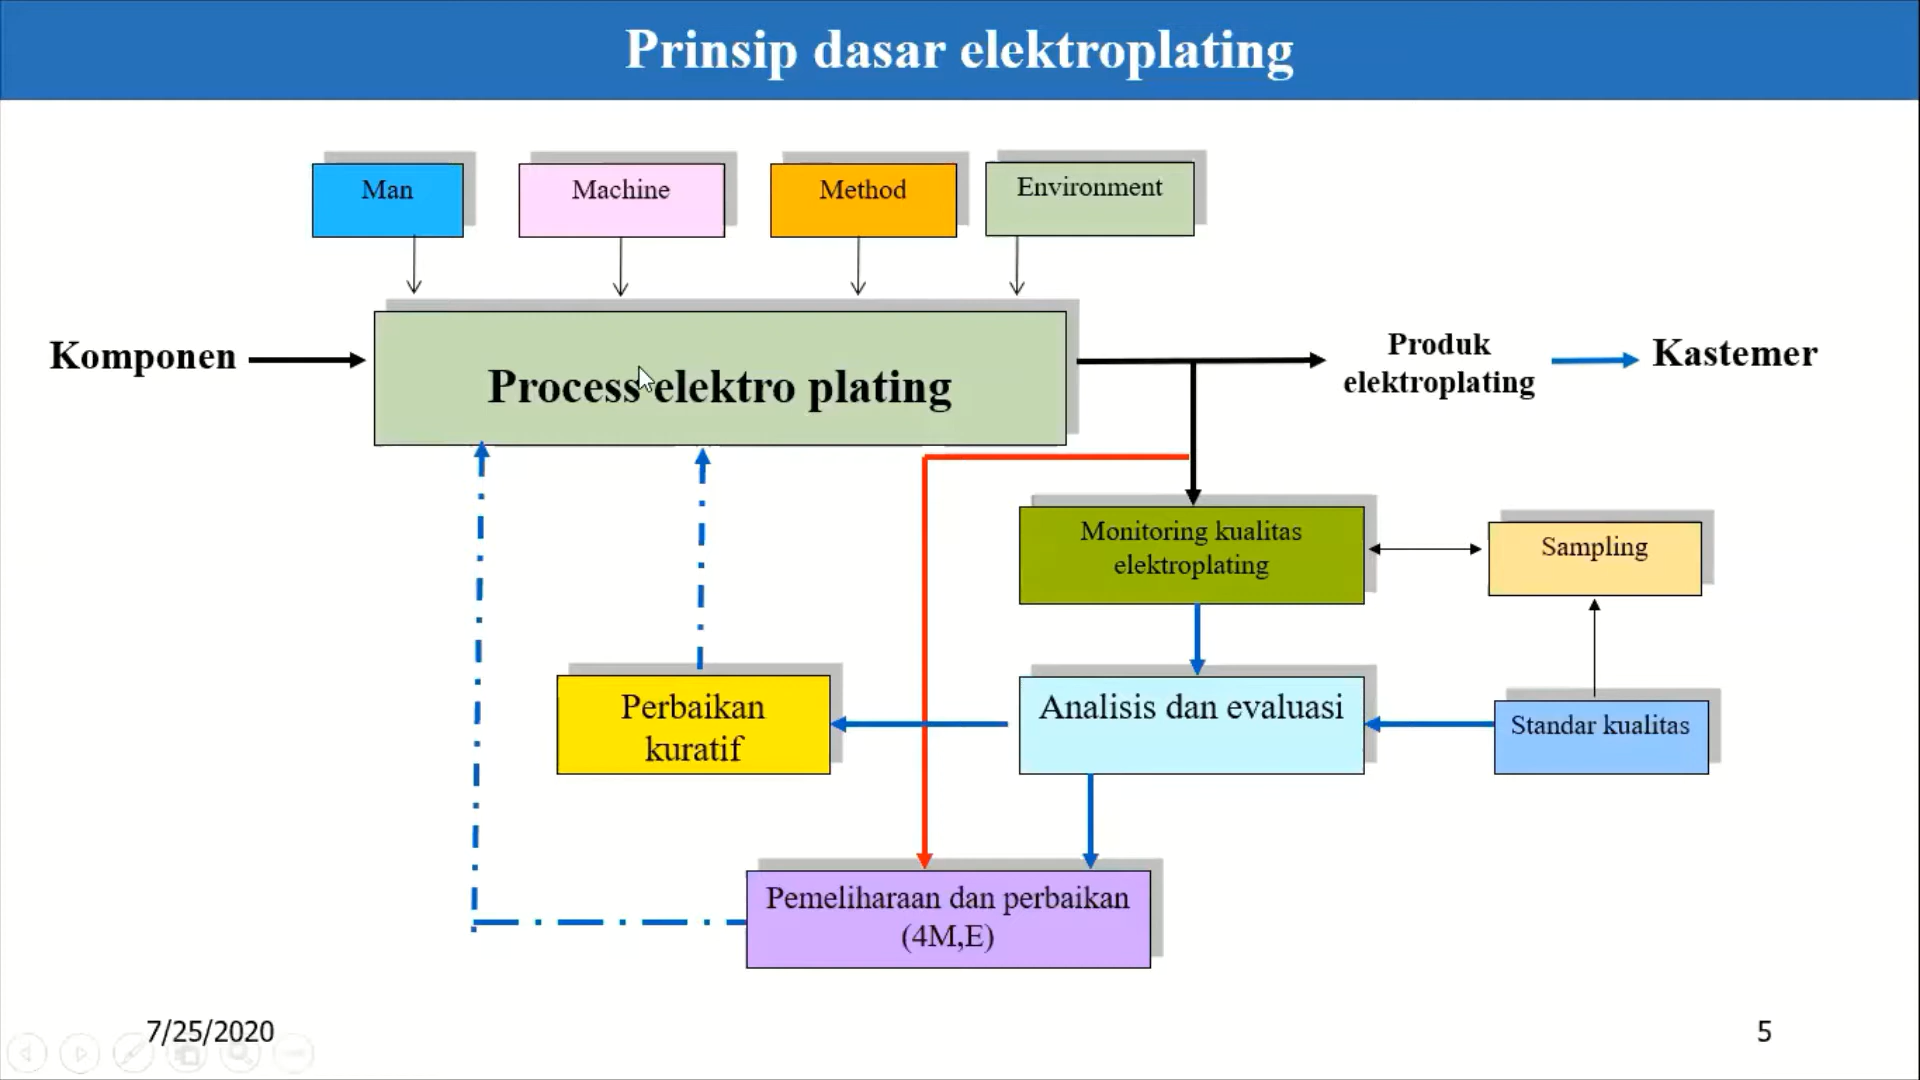 Prinsip dasar elektroplating
Man
Machine
Method
Environment
Komponen
Process elektro plating
Produk
elektroplating
Kastemer
Monitoring kualitas
elektroplating
Sampling
Perbaikan
kuratif
Analisis dan evaluasi
Standar kualitas
Pemeliharaan dan perbaikan
(4M,E)
7/25/2020
5